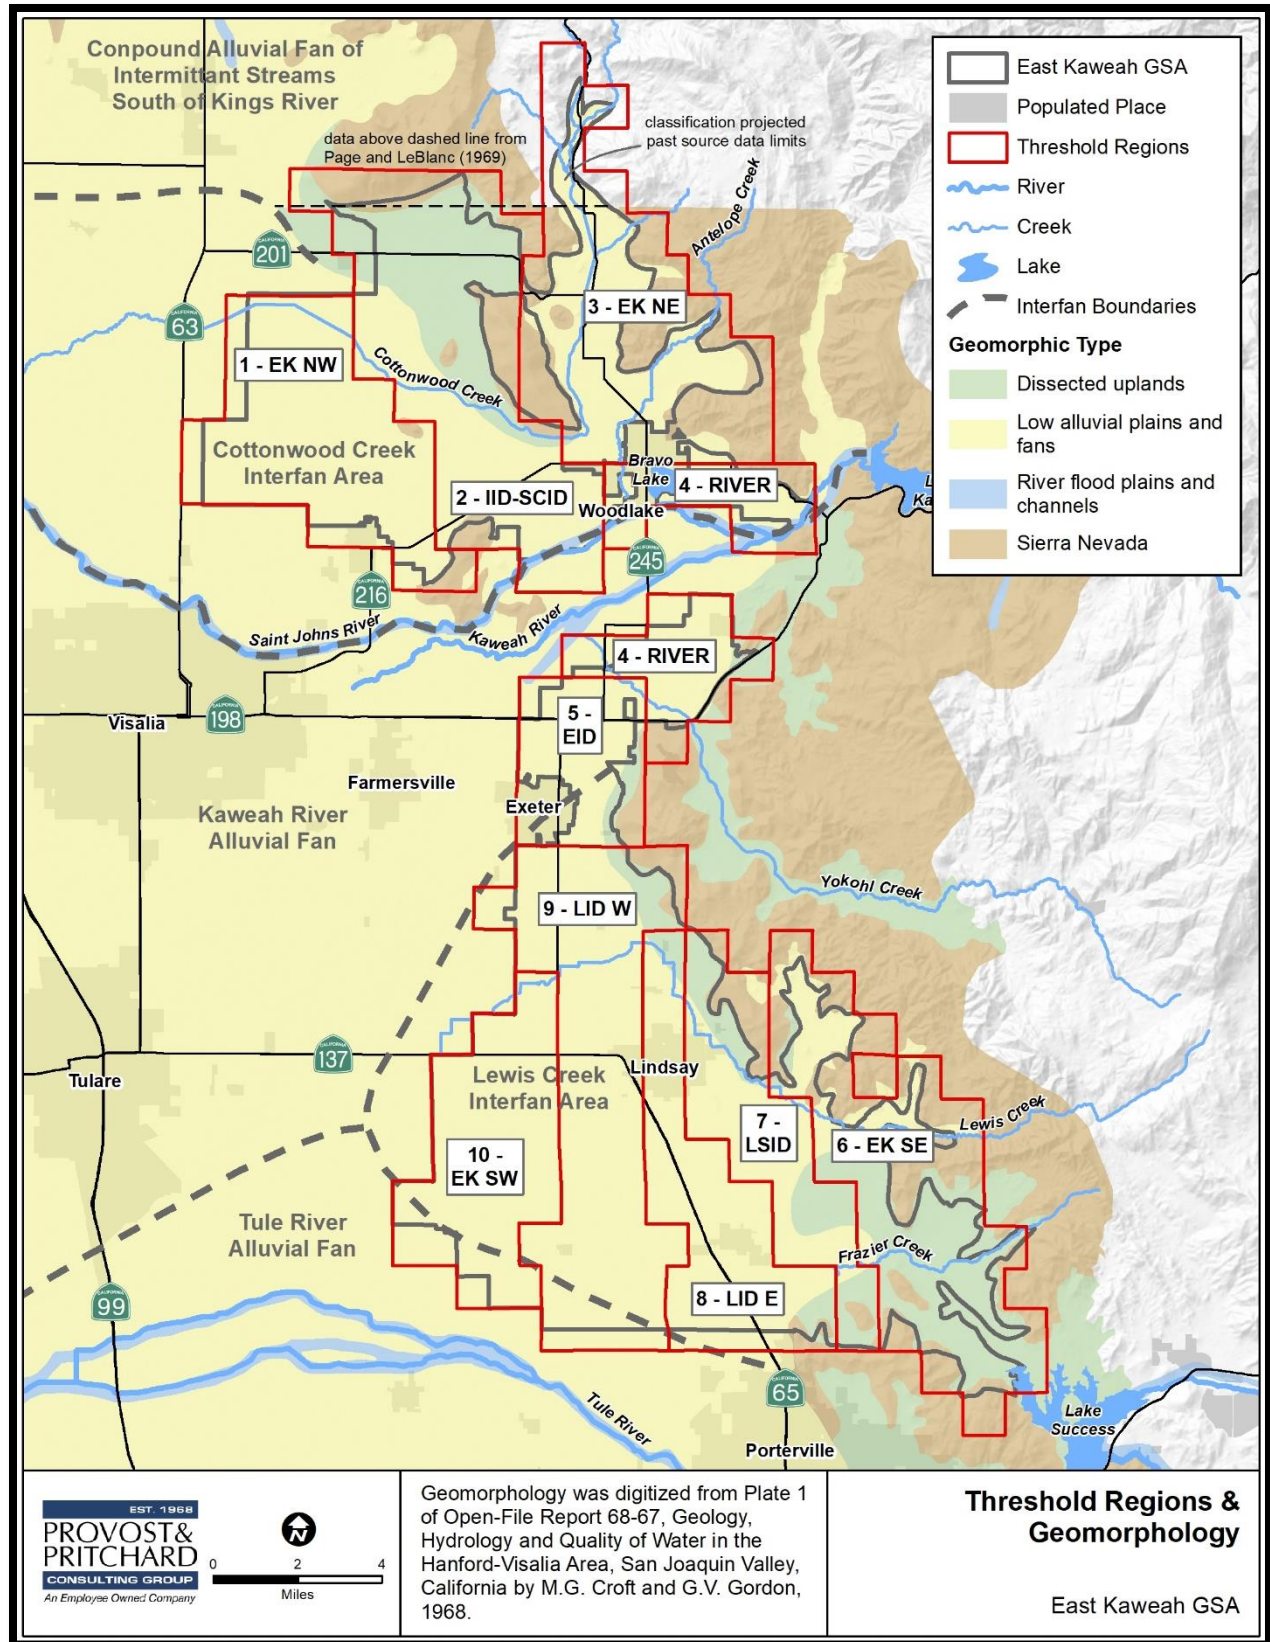 Conpound Alluvial Fan of
Intermittant Streams
South of Kings River
data above dashed line from
Page and LeBlanc (1969)
classification projected
past source data limits
Antelope Creek
East Kaweah GSA
Populated Place
Threshold Regions
River
Creek
Lake
Interfan Boundaries
Geomorphic Type
Dissected uplands
Low alluvial plains and
fans
River flood plains and
channels
Sierra Nevada
CALIFORNIA
201
CALIFORNIA
63
3 - EK NE
1 - EK NW
Cottonwood Creek
Cottonwood Creek
Interfan Area
Bravo
Lake
4 - RIVER
2 - IID-SCID
Woodlake
L
Ka
CALIFORNIA
245
CALIFORNIA
216
Saint Johns River
Kaweah River
4 - RIVER
Visalia
CALIFORNIA
198
5 -
EID
Farmersville
Exeter
Kaweah River
Alluvial Fan
Yokohl Creek
9 - LID W
CALIFORNIA
137
Tulare
Lewis Creek
Interfan Area
Lindsay
Lewis Creek
7 -
LSID
6 - EK SE
10 -
EK SW
Tule River
Alluvial Fan
Frazier Creek
CALIFORNIA
99
8 - LID E
CALIFORNIA
65
Tule River
Lake
Success
Porterville
EST. 1968
PROVOST&
PRITCHARD
CONSULTING GROUP
An Employee Owned Company
N
0 2 4
Miles
Geomorphology was digitized from Plate 1
of Open-File Report 68-67, Geology,
Hydrology and Quality of Water in the
Hanford-Visalia Area, San Joaquin Valley,
California by M.G. Croft and G.V. Gordon,
1968.
Threshold Regions &
Geomorphology
East Kaweah GSA